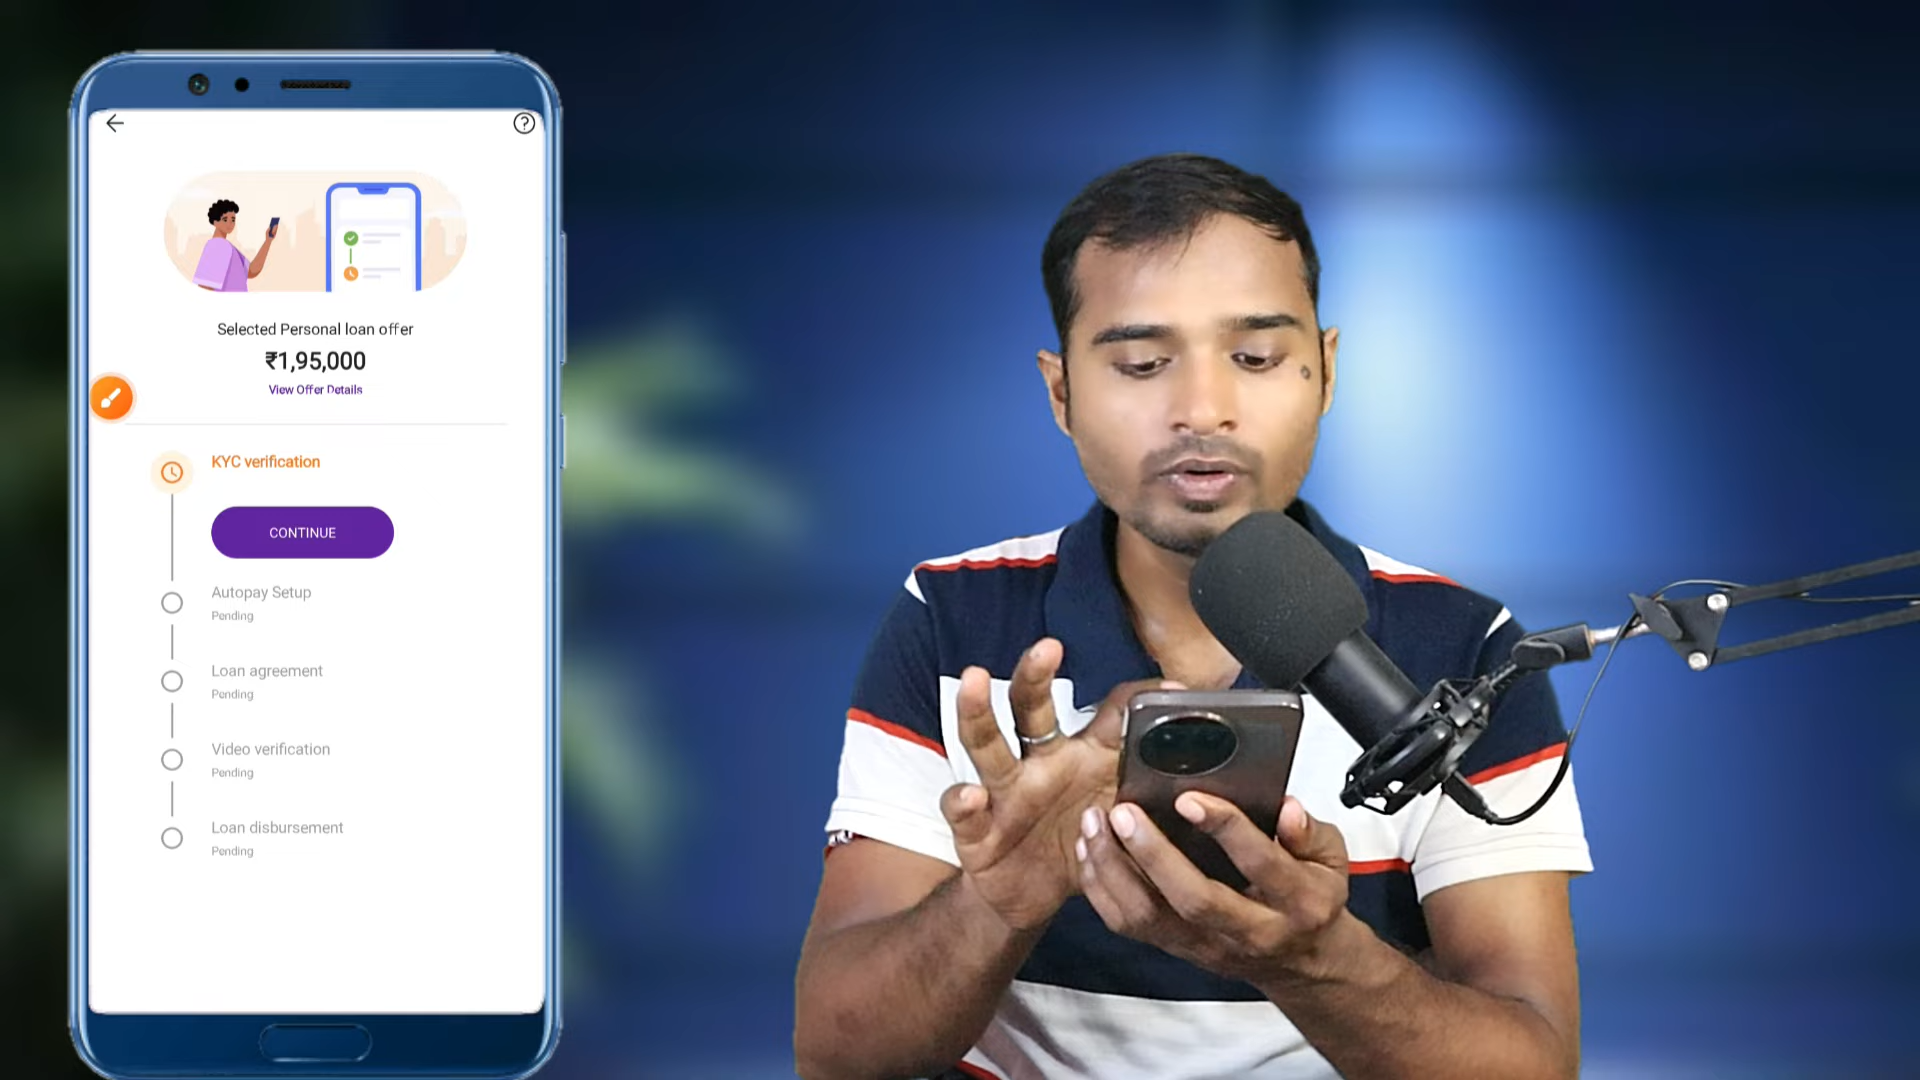 Selected Personal loan offer
₹1,95,000
View Offer Details
KYC verification
CONTINUE
Autopay Setup
Pending
Loan agreement
Pending
Video verification
Pending
Loan disbursement
Pending